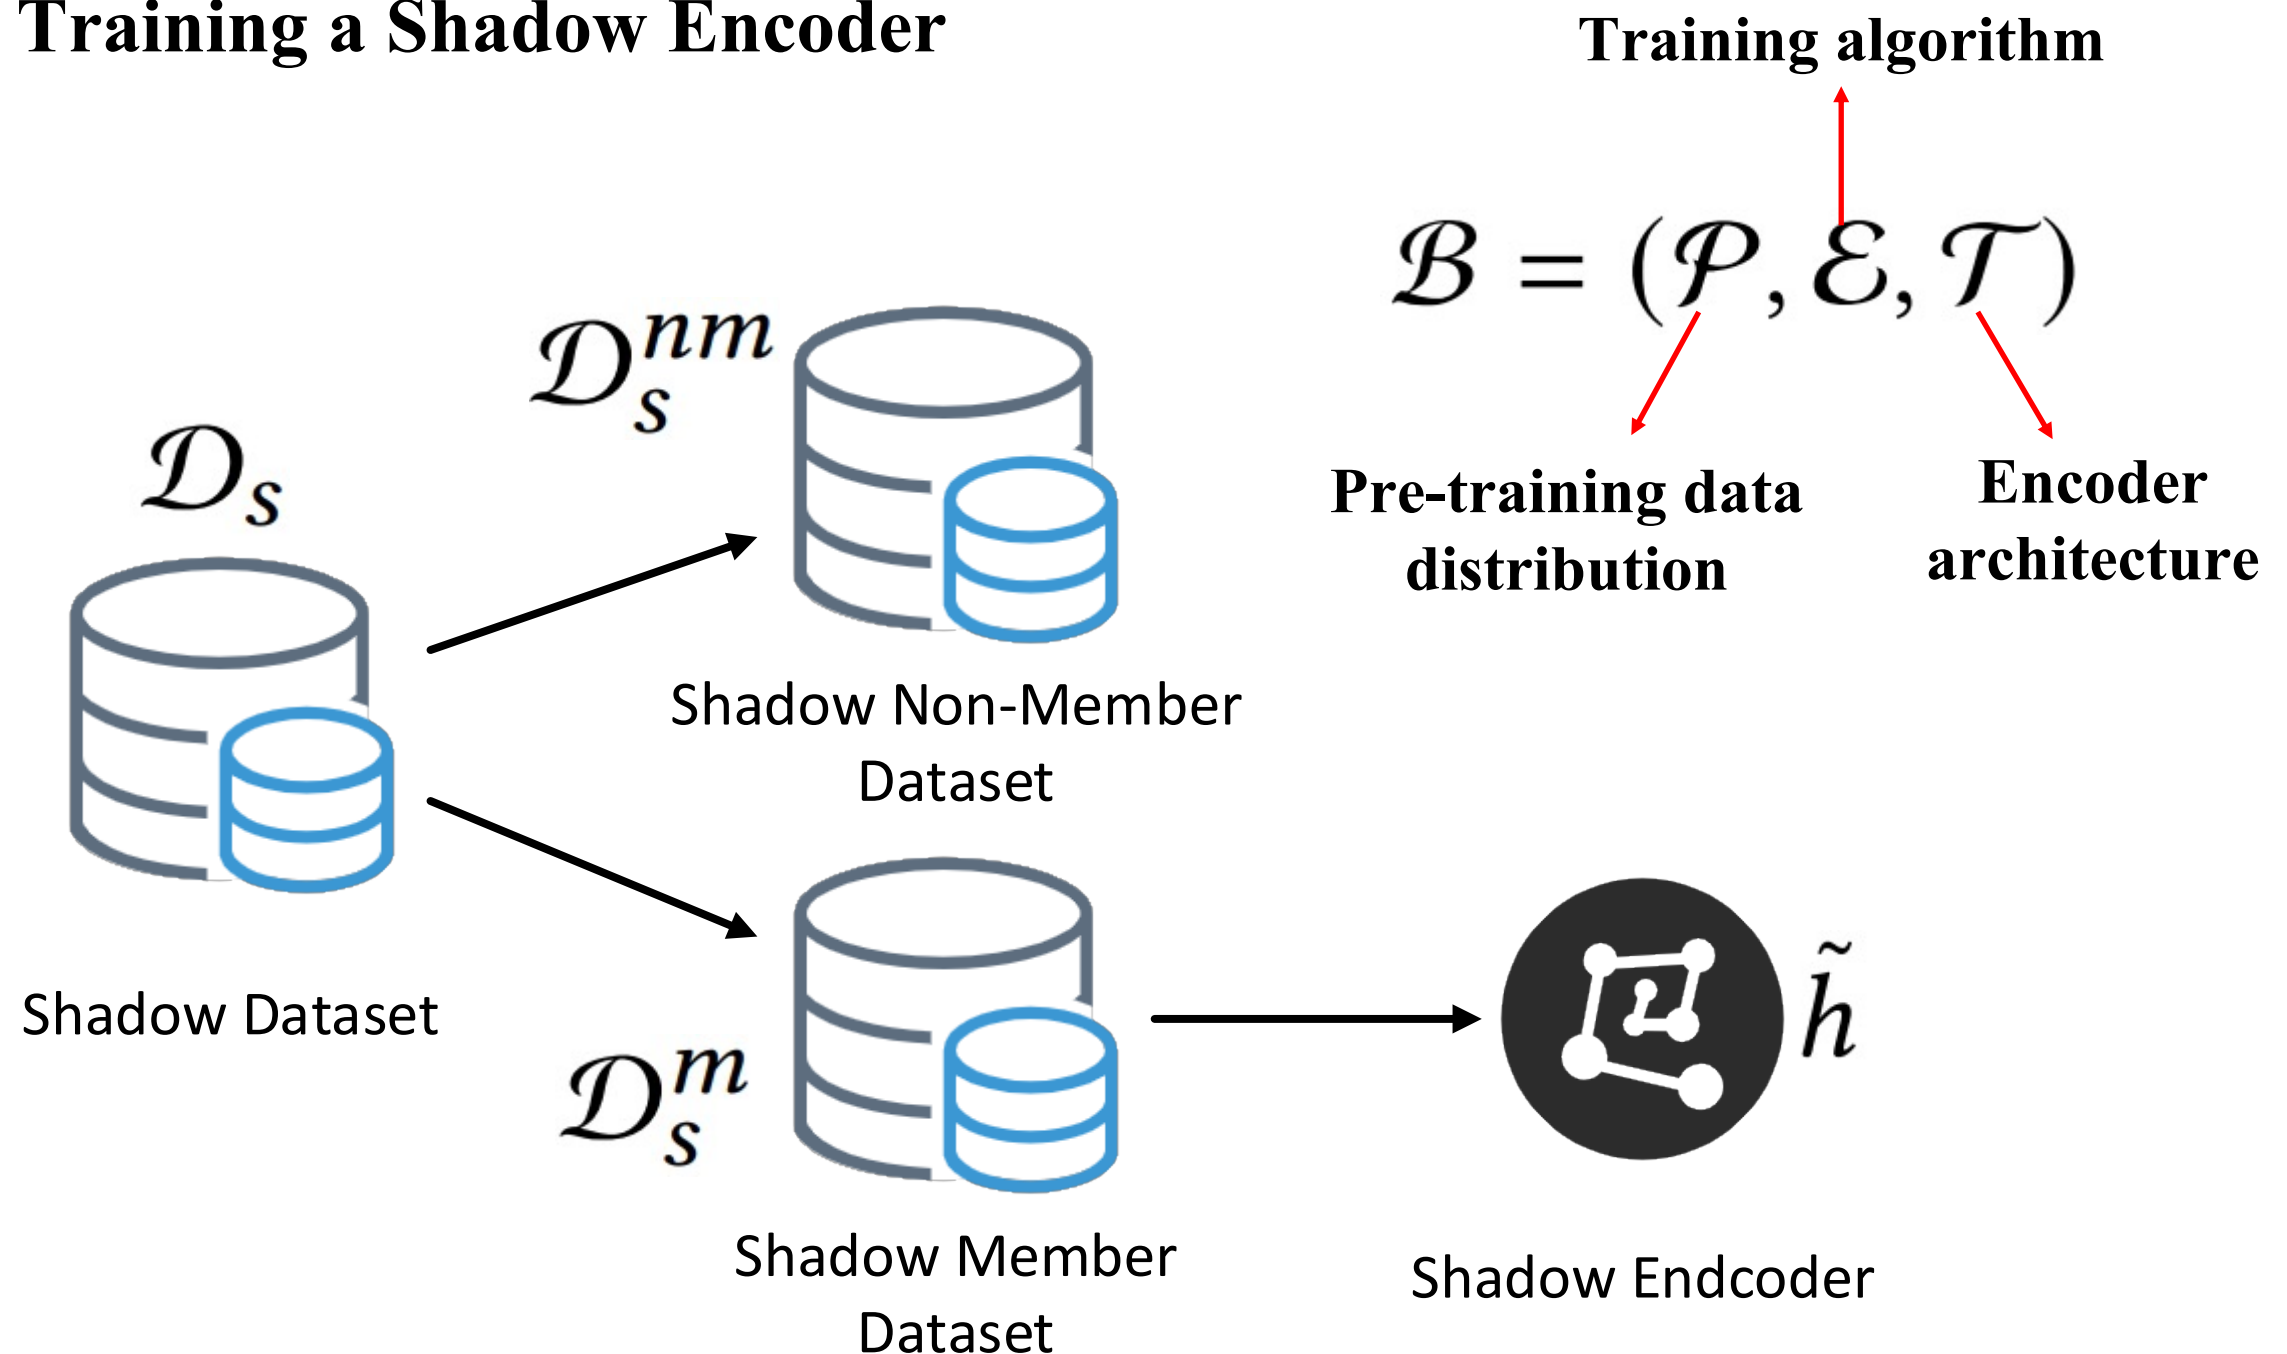 Training a Shadow Encoder
Training algorithm
ℬ = (𝒫, ℰ, 𝒯)
Pre-training data
distribution
Encoder
architecture
𝒟ₛⁿᵐ
𝒟ₛ
Shadow Non-Member
Dataset
Shadow Dataset
𝒟ₛᵐ
h̃
Shadow Member
Dataset
Shadow Endcoder